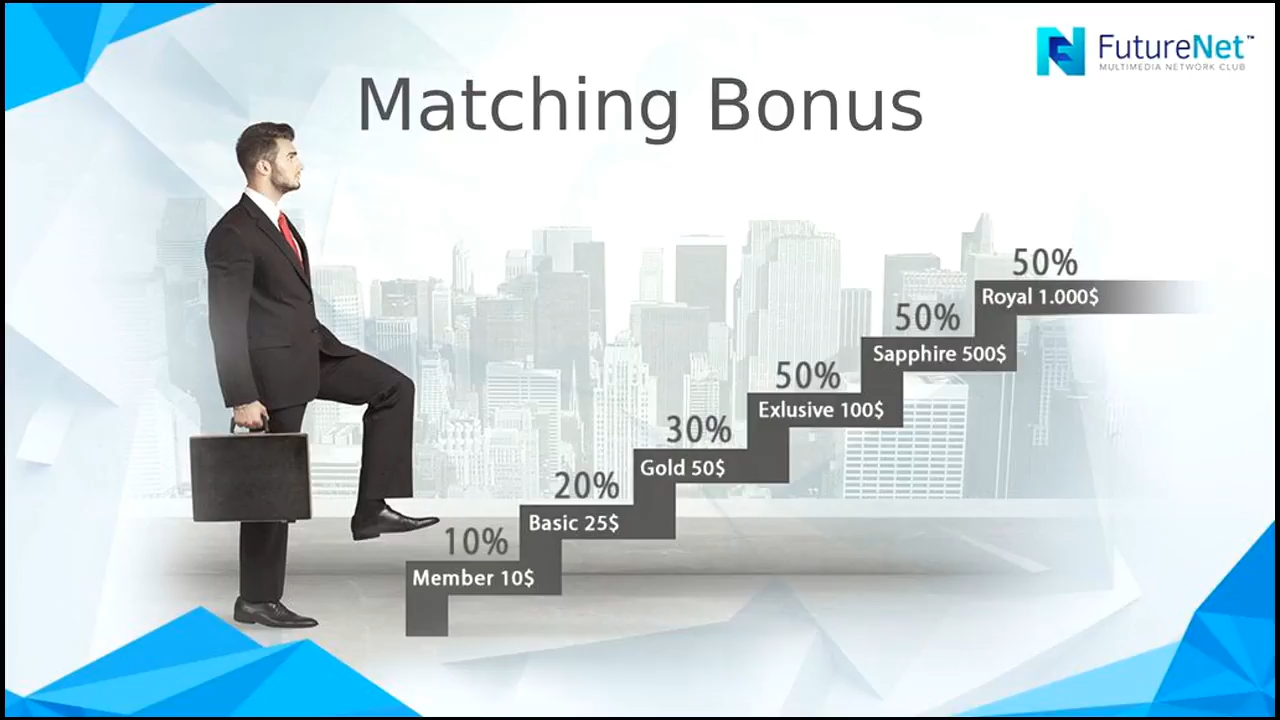 FutureNet™
MULTIMEDIA NETWORK CLUB
Matching Bonus
50%
Royal 1.000$
50%
Sapphire 500$
50%
Exlusive 100$
30%
Gold 50$
20%
Basic 25$
10%
Member 10$